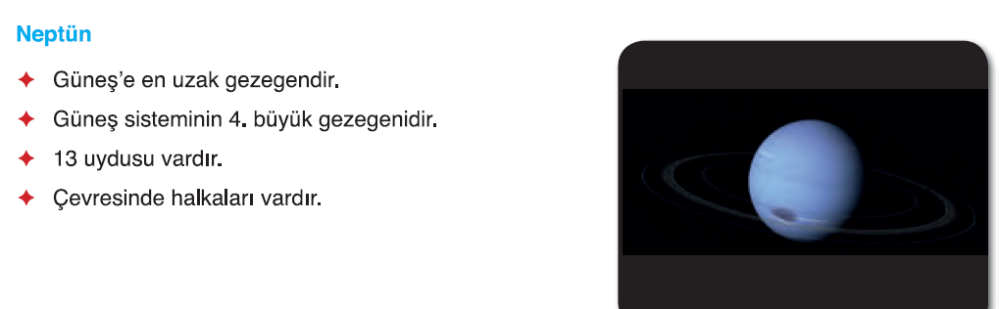 Neptün
Güneş'e en uzak gezegendir.
Güneş sisteminin 4. büyük gezegenidir.
13 uydusu vardır.
Çevresinde halkaları vardır.